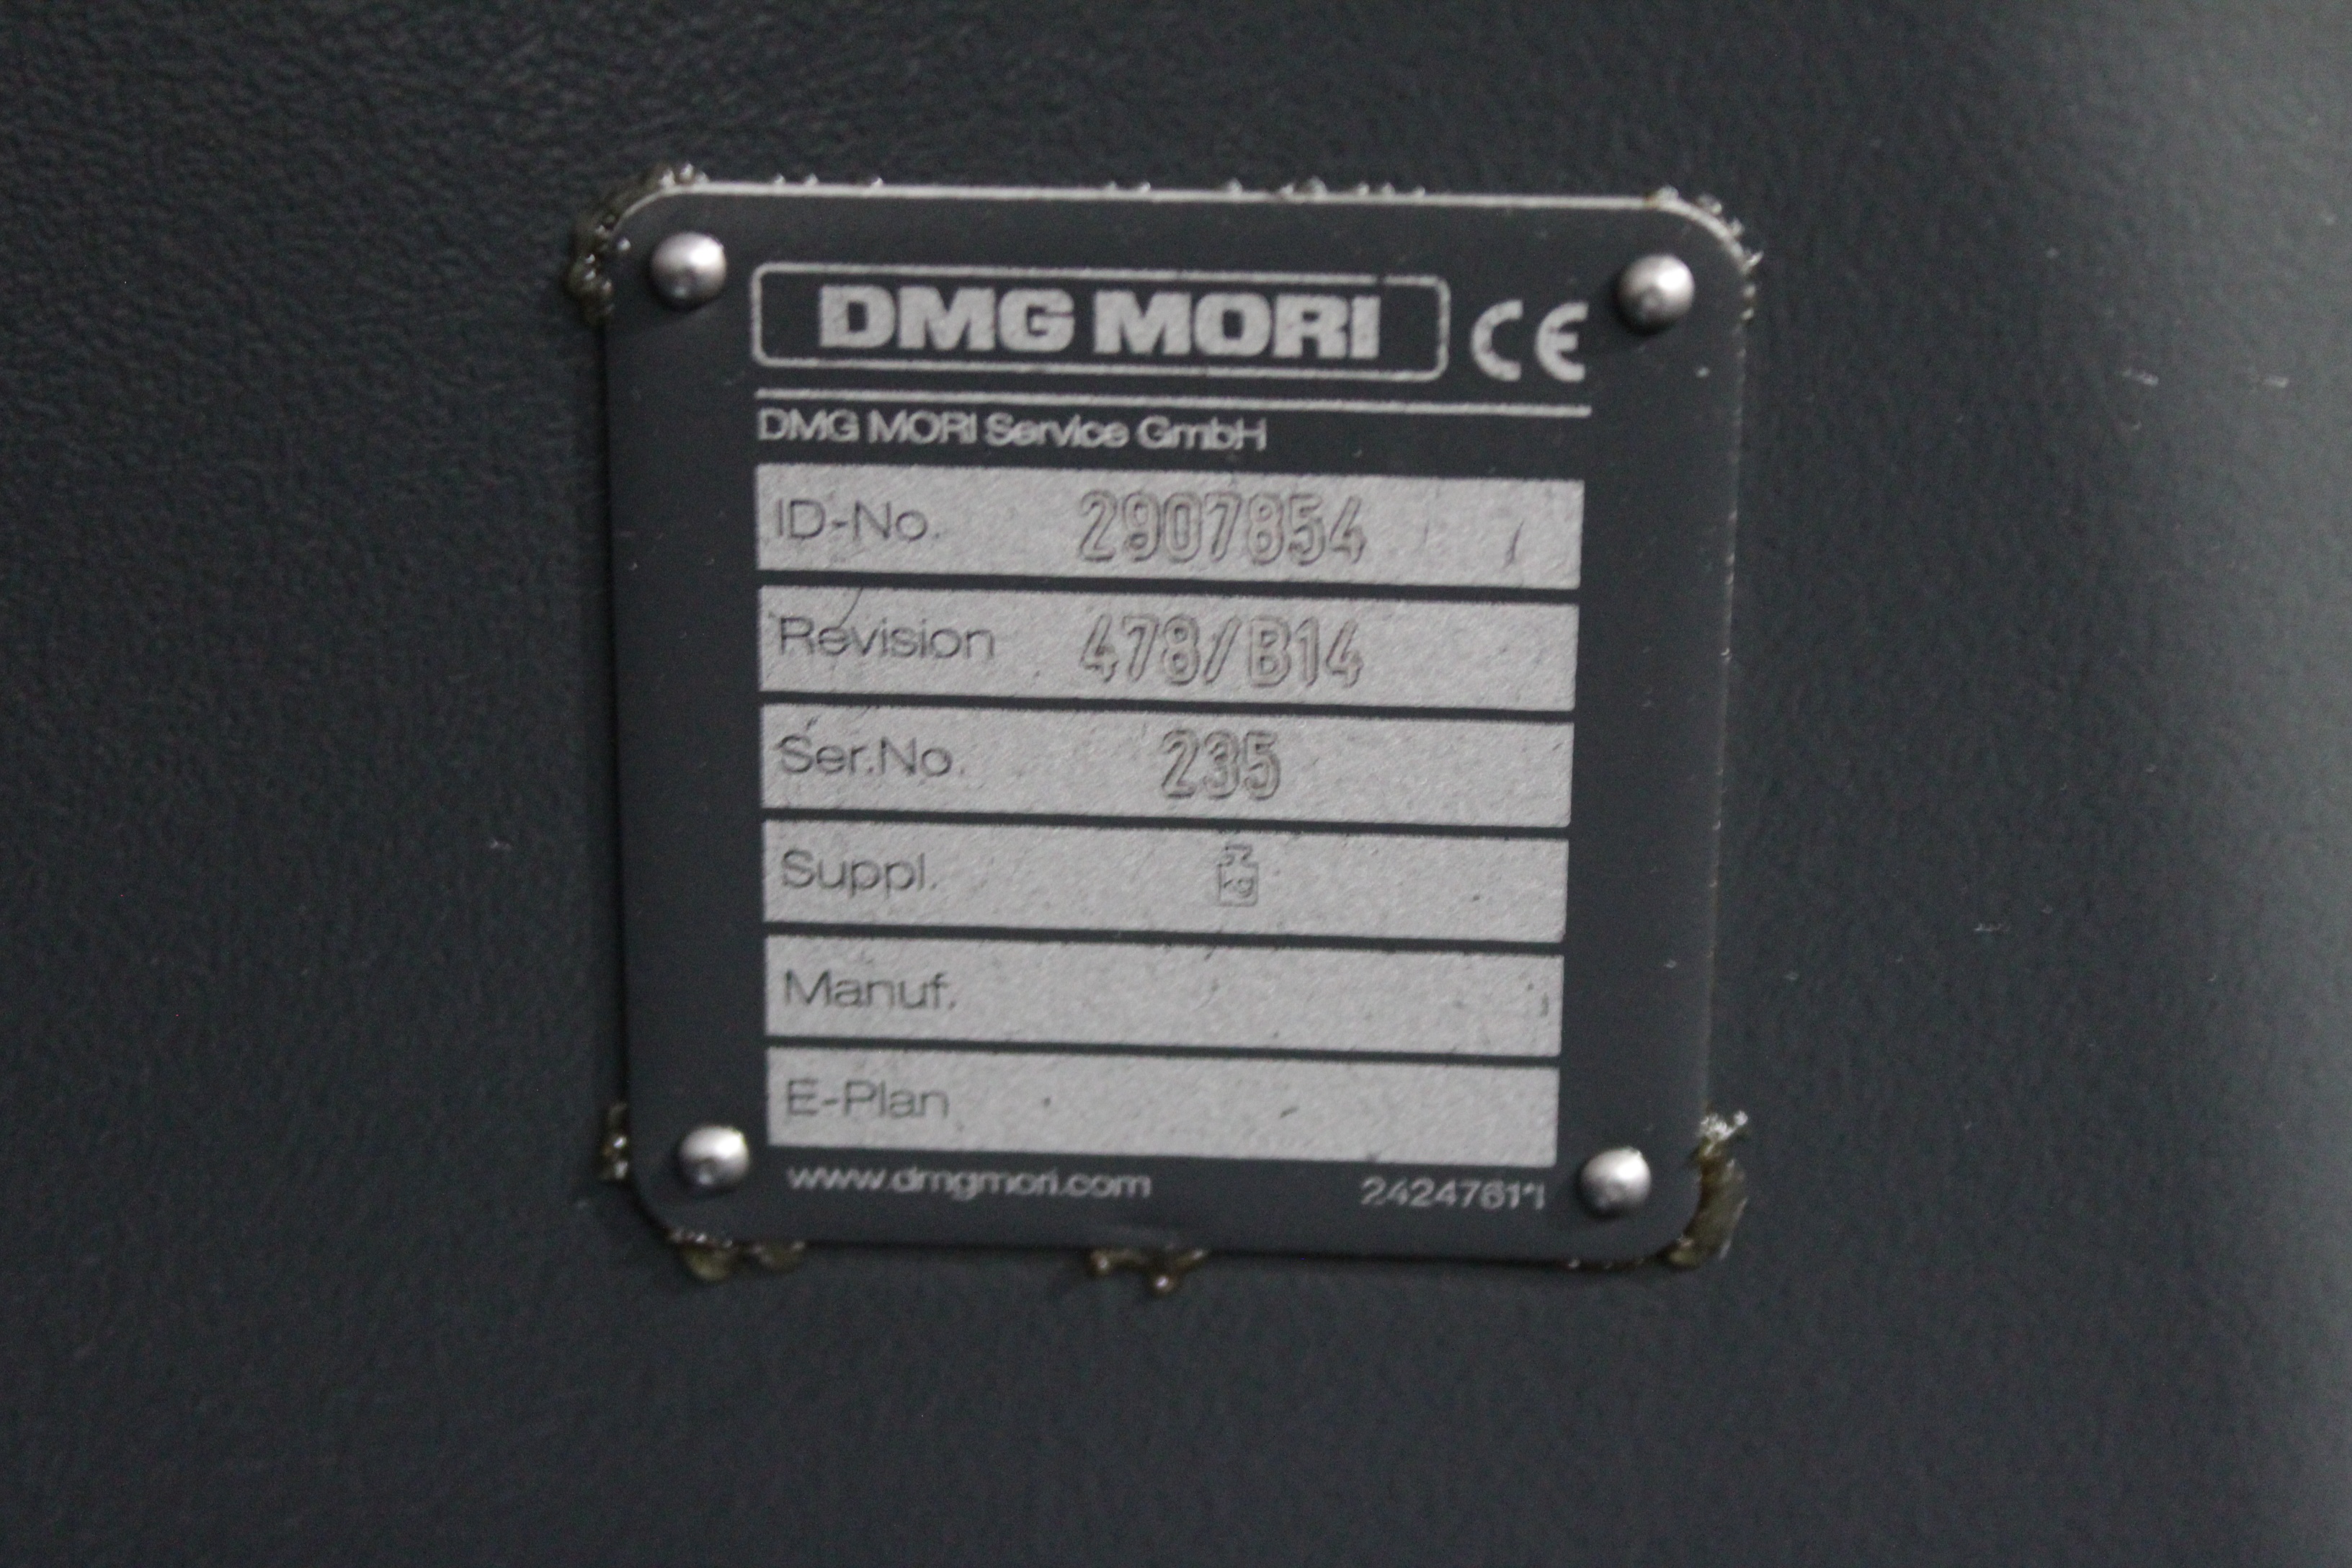 DMG MORI CE
DMG MORI Service GmbH
ID-No. 2907854
Revision 478/B14
Ser.No. 235
Suppl. kg
Manuf.
E-Plan
www.dmgmori.com 24247611